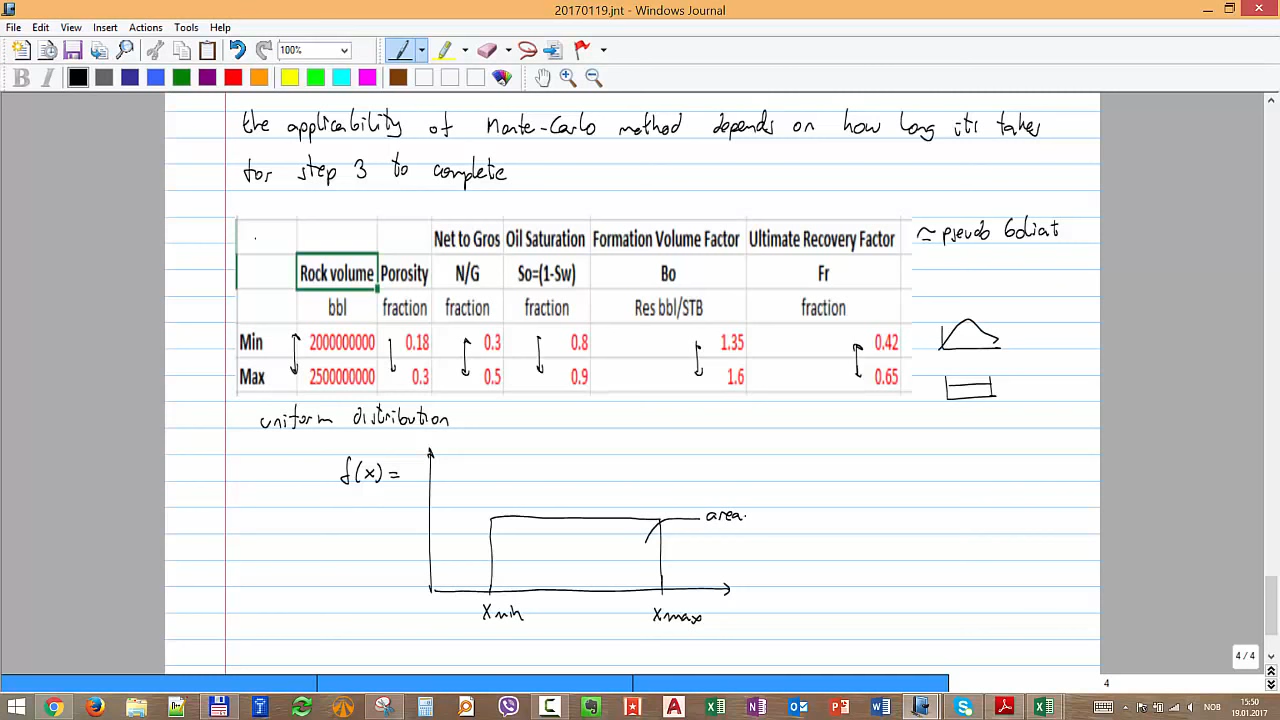 20170119.jnt - Windows Journal
File Edit View Insert Actions Tools Help
100%
B I
the applicability of Monte-Carlo method depends on how long its takes
for step 3 to complete
Net to Gros Oil Saturation Formation Volume Factor Ultimate Recovery Factor
≈ pseudo Goliat
Rock volume Porosity N/G So=(1-Sw) Bo Fr
bbl fraction fraction fraction Res bbl/STB fraction
Min 2000000000 0.18 0.3 0.8 1.35 0.42
Max 2500000000 0.3 0.5 0.9 1.6 0.65
uniform distribution
f(x) =
area
Xmin Xmax
4 / 4
4
NOB
15:50
19.01.2017